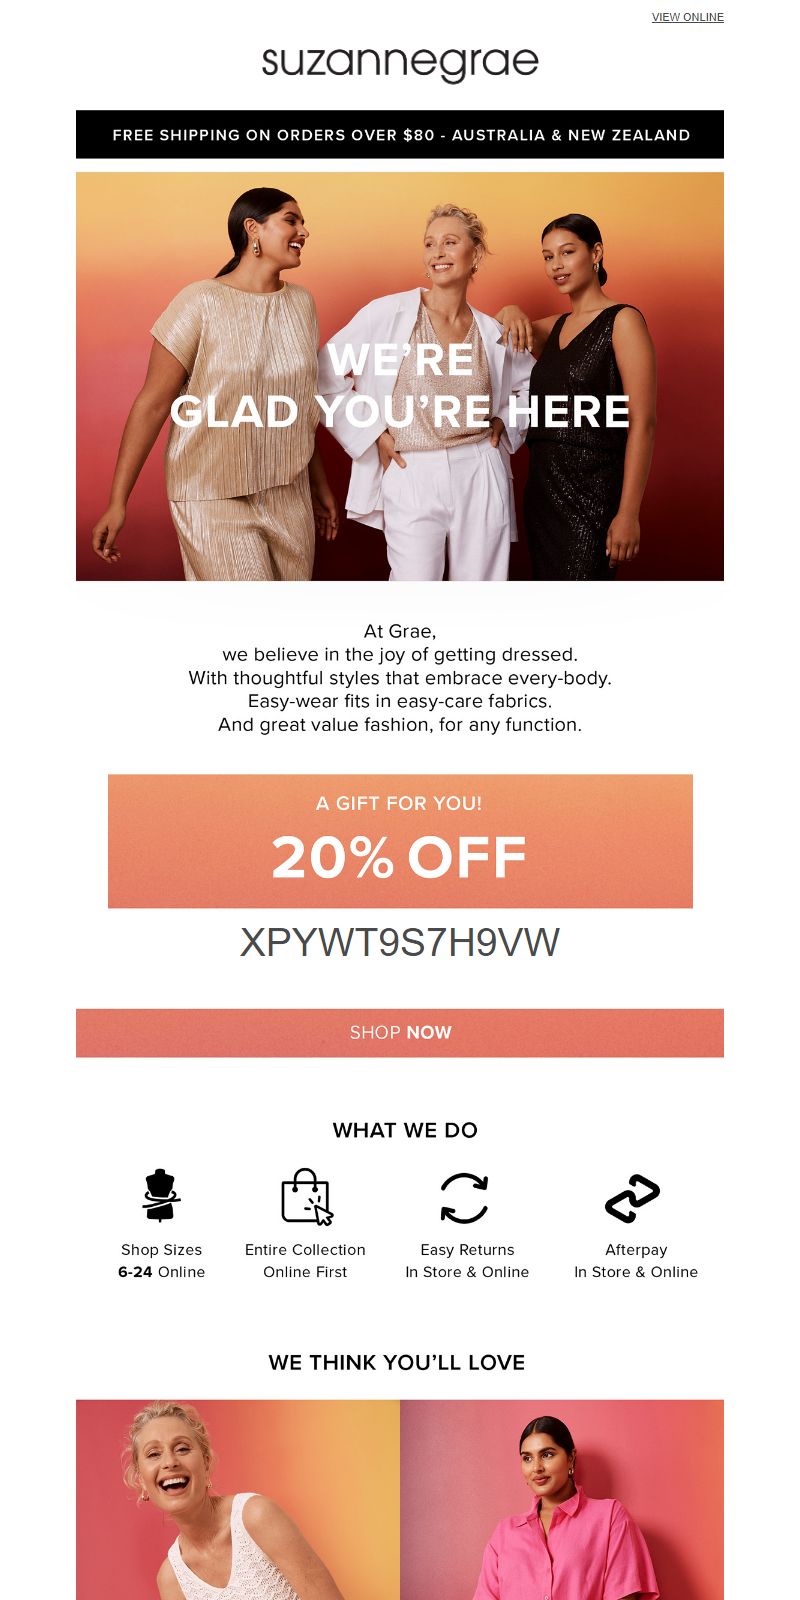 VIEW ONLINE
suzannegrae
FREE SHIPPING ON ORDERS OVER $80 - AUSTRALIA & NEW ZEALAND
WE'RE
GLAD YOU'RE HERE
At Grae,
we believe in the joy of getting dressed.
With thoughtful styles that embrace every-body.
Easy-wear fits in easy-care fabrics.
And great value fashion, for any function.
A GIFT FOR YOU!
20% OFF
XPYWT9S7H9VW
SHOP NOW
WHAT WE DO
Shop Sizes
6-24 Online
Entire Collection
Online First
Easy Returns
In Store & Online
Afterpay
In Store & Online
WE THINK YOU'LL LOVE